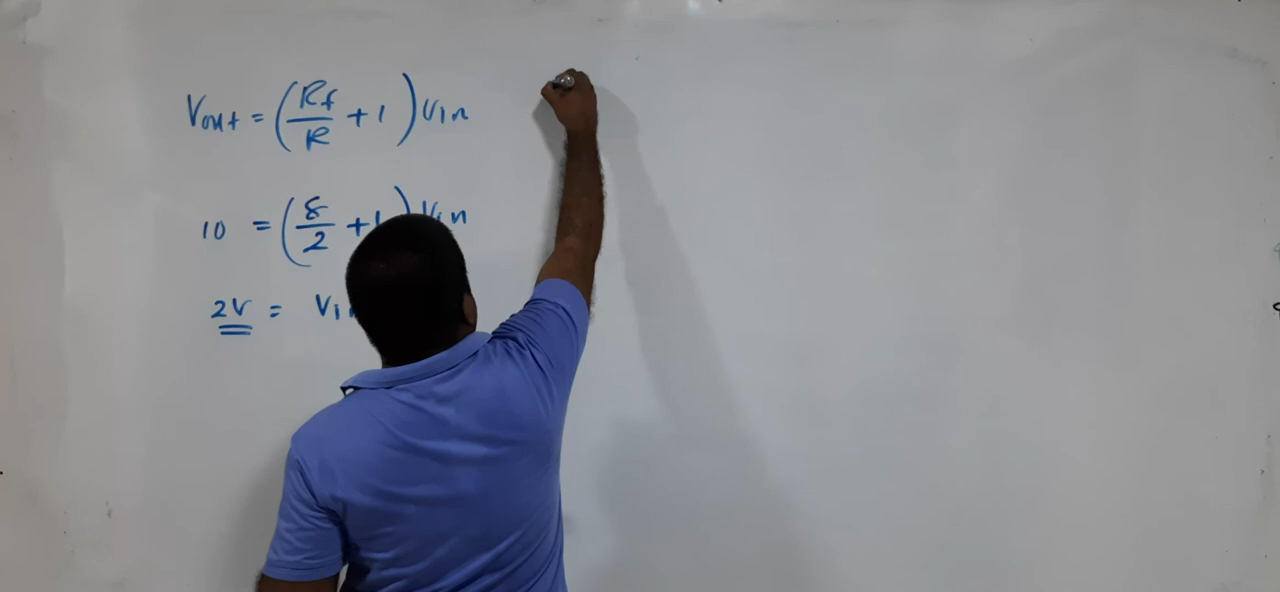 Vout = (Rf/R + 1) Vin
10 = (8/2 + 1) Vin
2V = Vin